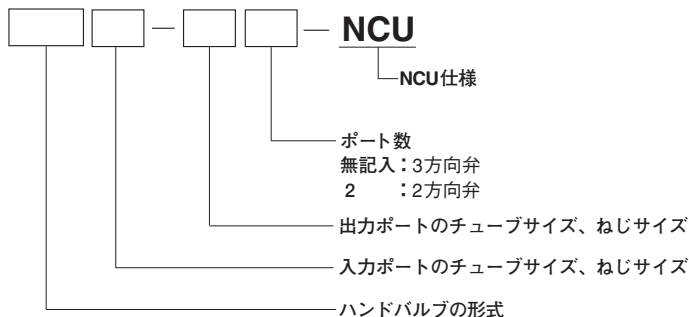 NCU
NCU仕様
ポート数
無記入:3方向弁
2 :2方向弁
出力ポートのチューブサイズ、ねじサイズ
入力ポートのチューブサイズ、ねじサイズ
ハンドバルブの形式